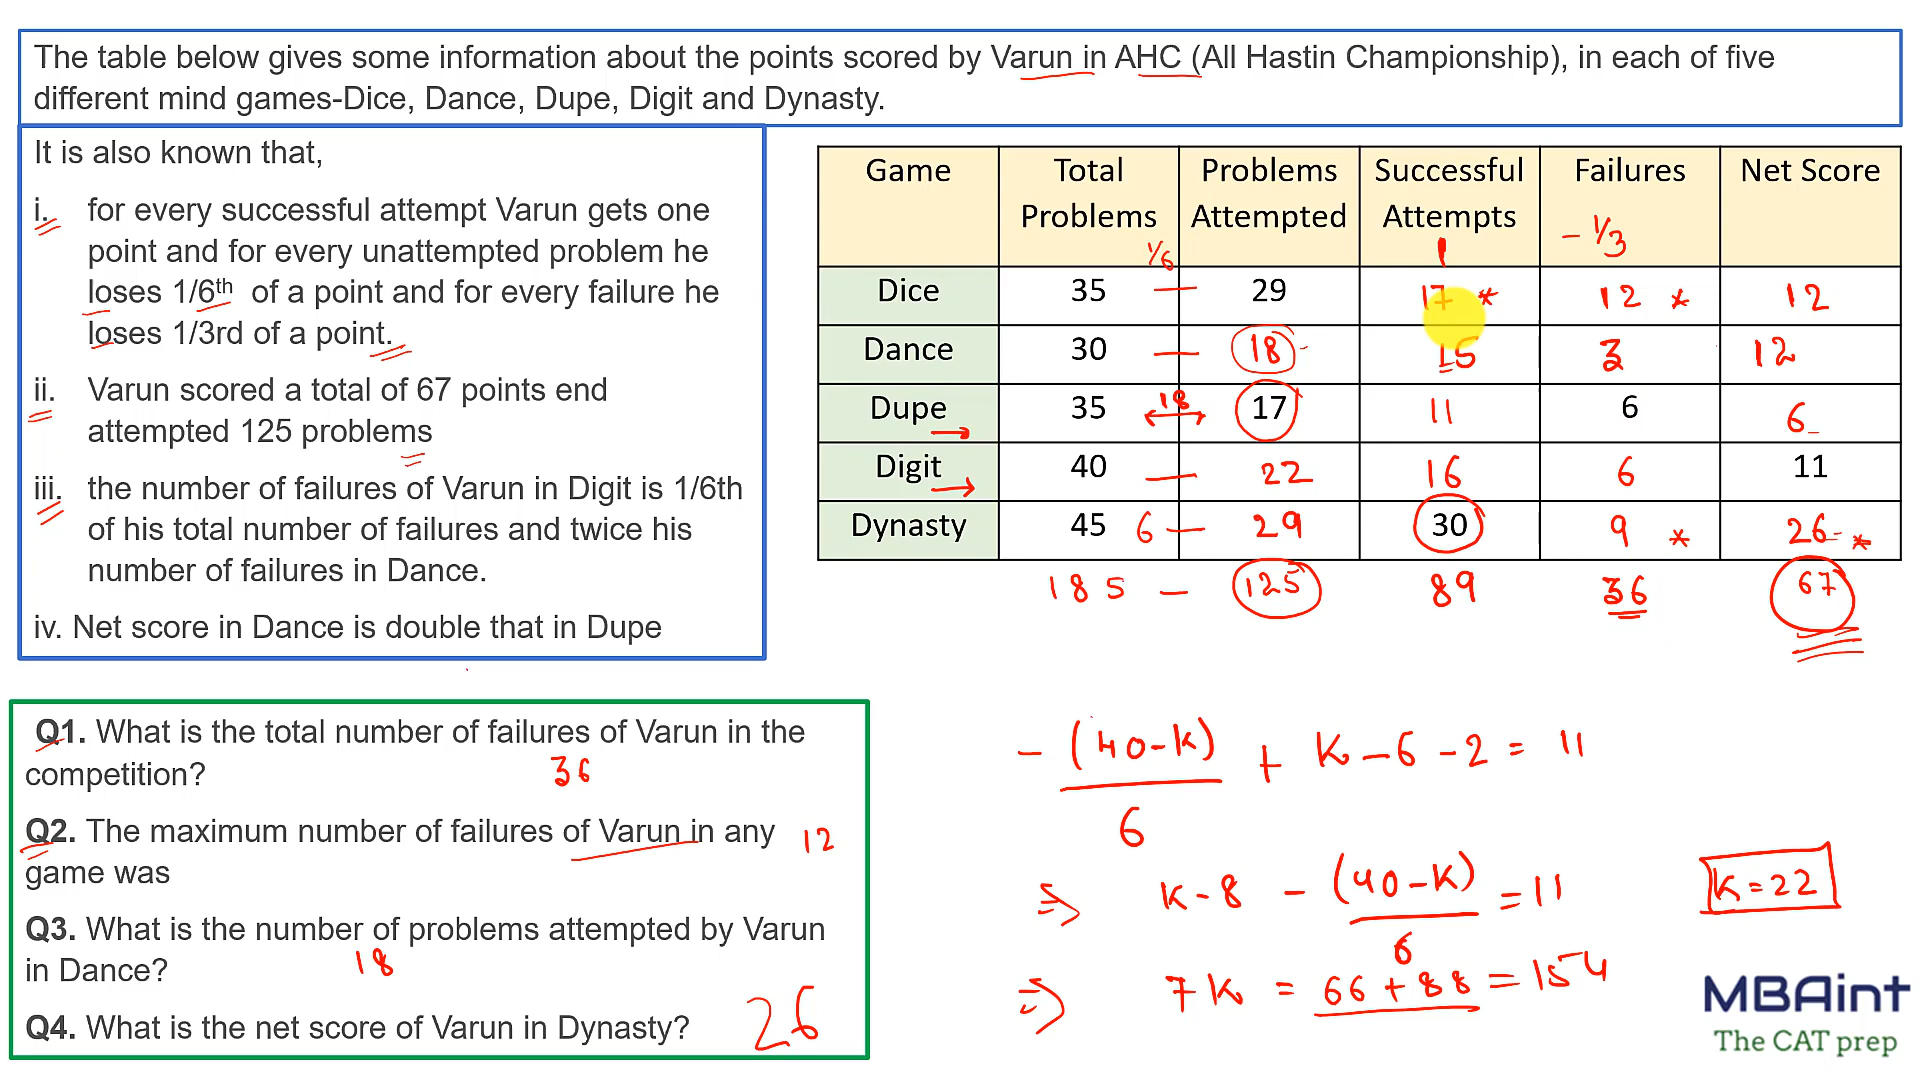 The table below gives some information about the points scored by Varun in AHC (All Hastin Championship), in each of five
different mind games-Dice, Dance, Dupe, Digit and Dynasty.
It is also known that,
i. for every successful attempt Varun gets one
point and for every unattempted problem he
loses 1/6th of a point and for every failure he
loses 1/3rd of a point.
ii. Varun scored a total of 67 points end
attempted 125 problems
iii. the number of failures of Varun in Digit is 1/6th
of his total number of failures and twice his
number of failures in Dance.
iv. Net score in Dance is double that in Dupe
Game Total Problems Problems Attempted Successful Attempts Failures Net Score
1/6 1 - 1/3
Dice 35 — 29 17 * 12 * 12
Dance 30 — 18 15 3 12
Dupe 35 18 17 11 6 6
Digit 40 — 22 16 6 11
Dynasty 45 6 — 29 30 9 * 26 *
185 — 125 89 36 67
Q1. What is the total number of failures of Varun in the
competition? 36
Q2. The maximum number of failures of Varun in any 12
game was
Q3. What is the number of problems attempted by Varun
in Dance? 18
Q4. What is the net score of Varun in Dynasty? 26
- (40-K)/6 + K - 6 - 2 = 11
=> K-8 - (40-K)/6 = 11
K = 22
=> 7K = 66 + 88 = 154
MBAint
The CAT prep